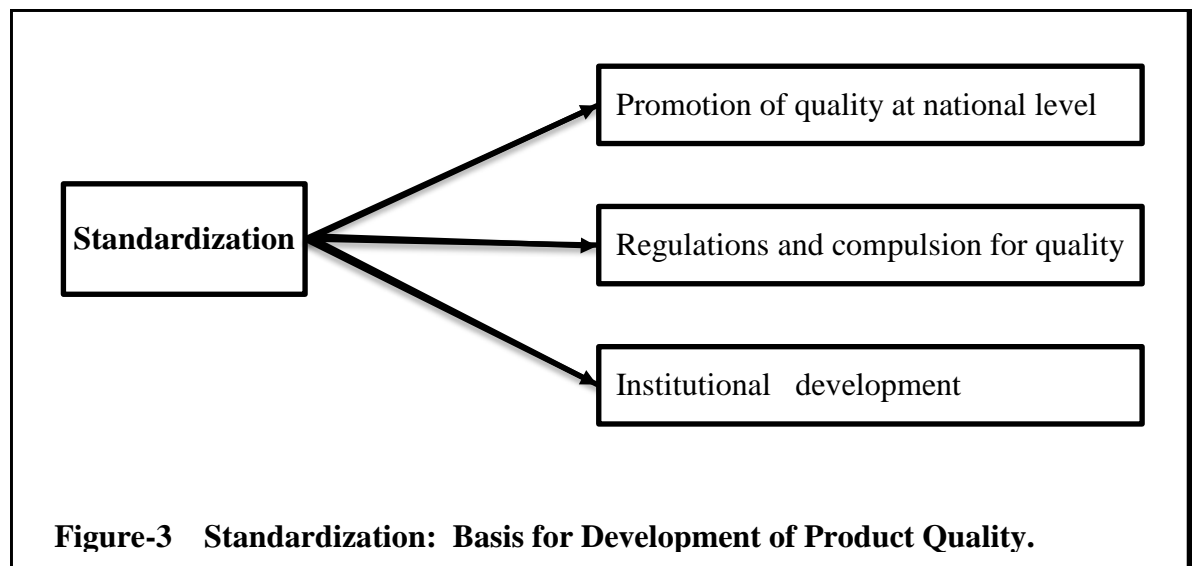 Promotion of quality at national level
Standardization
Regulations and compulsion for quality
Institutional development
Figure-3 Standardization: Basis for Development of Product Quality.